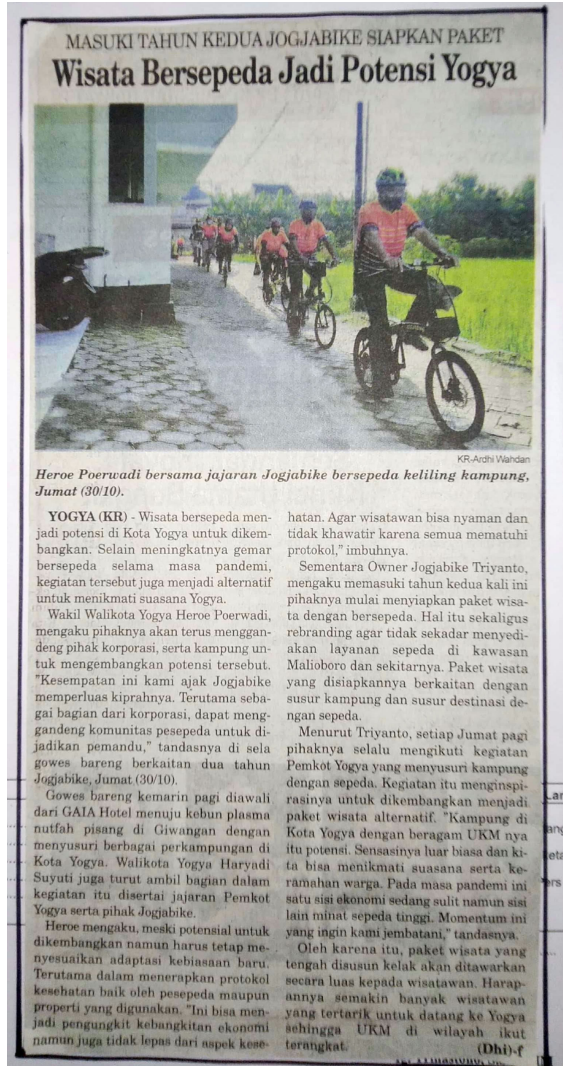 MASUKI TAHUN KEDUA JOGJABIKE SIAPKAN PAKET
Wisata Bersepeda Jadi Potensi Yogya
KR-Ardhi Wahdan
Heroe Poerwadi bersama jajaran Jogjabike bersepeda keliling kampung,
Jumat (30/10).
YOGYA (KR) - Wisata bersepeda men-
jadi potensi di Kota Yogya untuk dikem-
bangkan. Selain meningkatnya gemar
bersepeda selama masa pandemi,
kegiatan tersebut juga menjadi alternatif
untuk menikmati suasana Yogya.
Wakil Walikota Yogya Heroe Poerwadi,
mengaku pihaknya akan terus menggan-
deng pihak korporasi, serta kampung un-
tuk mengembangkan potensi tersebut.
"Kesempatan ini kami ajak Jogjabike
memperluas kiprahnya. Terutama seba-
gai bagian dari korporasi, dapat meng-
gandeng komunitas pesepeda untuk di-
jadikan pemandu," tandasnya di sela
gowes bareng berkaitan dua tahun
Jogjabike, Jumat (30/10).
Gowes bareng kemarin pagi diawali
dari GAIA Hotel menuju kebun plasma
nutfah pisang di Giwangan dengan
menyusuri berbagai perkampungan di
Kota Yogya. Walikota Yogya Haryadi
Suyuti juga turut ambil bagian dalam
kegiatan itu disertai jajaran Pemkot
Yogya serta pihak Jogjabike.
Heroe mengaku, meski potensial untuk
dikembangkan namun harus tetap me-
nyesuaikan adaptasi kebiasaan baru.
Terutama dalam menerapkan protokol
kesehatan baik oleh pesepeda maupun
properti yang digunakan. "Ini bisa men-
jadi pengungkit kebangkitan ekonomi
namun juga tidak lepas dari aspek kese-
hatan. Agar wisatawan bisa nyaman dan
tidak khawatir karena semua mematuhi
protokol," imbuhnya.
Sementara Owner Jogjabike Triyanto,
mengaku memasuki tahun kedua kali ini
pihaknya mulai menyiapkan paket wisa-
ta dengan bersepeda. Hal itu sekaligus
rebranding agar tidak sekadar menyedi-
akan layanan sepeda di kawasan
Malioboro dan sekitarnya. Paket wisata
yang disiapkannya berkaitan dengan
susur kampung dan susur destinasi de-
ngan sepeda.
Menurut Triyanto, setiap Jumat pagi
pihaknya selalu mengikuti kegiatan
Pemkot Yogya yang menyusuri kampung
dengan sepeda. Kegiatan itu menginspi-
rasinya untuk dikembangkan menjadi
paket wisata alternatif. "Kampung di
Kota Yogya dengan beragam UKM nya
itu potensi. Sensasinya luar biasa dan ki-
ta bisa menikmati suasana serta ke-
ramahan warga. Pada masa pandemi ini
satu sisi ekonomi sedang sulit namun sisi
lain minat sepeda tinggi. Momentum ini
yang ingin kami jembatani," tandasnya.
Oleh karena itu, paket wisata yang
tengah disusun kelak akan ditawarkan
secara luas kepada wisatawan. Harap-
annya semakin banyak wisatawan
yang tertarik untuk datang ke Yogya
sehingga UKM di wilayah ikut
terangkat. (Dhi)-f